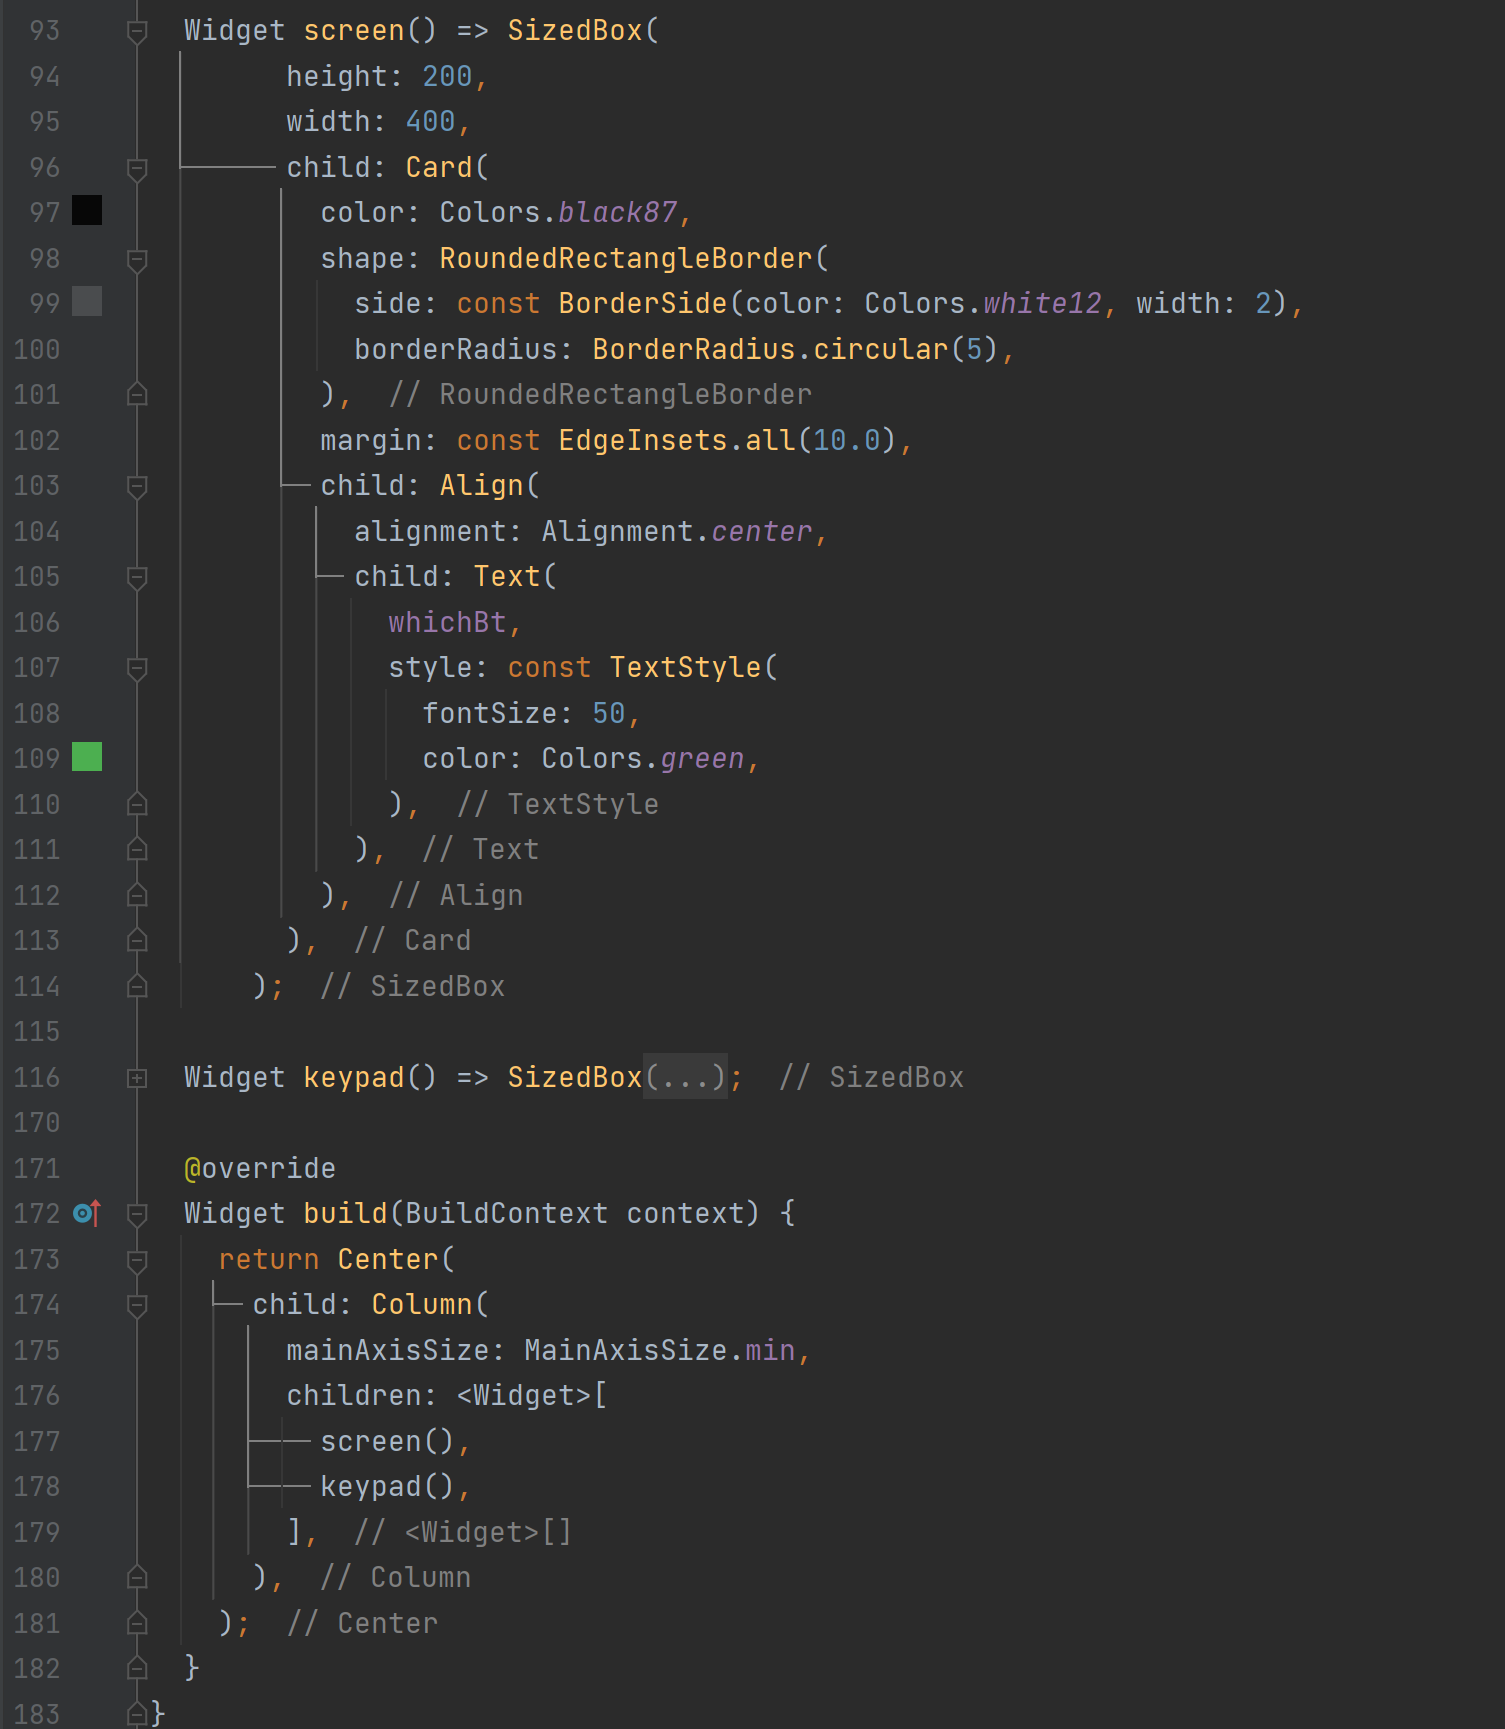 93 Widget screen() => SizedBox(
94 height: 200,
95 width: 400,
96 child: Card(
97 color: Colors.black87,
98 shape: RoundedRectangleBorder(
99 side: const BorderSide(color: Colors.white12, width: 2),
100 borderRadius: BorderRadius.circular(5),
101 ), // RoundedRectangleBorder
102 margin: const EdgeInsets.all(10.0),
103 child: Align(
104 alignment: Alignment.center,
105 child: Text(
106 whichBt,
107 style: const TextStyle(
108 fontSize: 50,
109 color: Colors.green,
110 ), // TextStyle
111 ), // Text
112 ), // Align
113 ), // Card
114 ); // SizedBox
115
116 Widget keypad() => SizedBox(...); // SizedBox
170
171 @override
172 Widget build(BuildContext context) {
173 return Center(
174 child: Column(
175 mainAxisSize: MainAxisSize.min,
176 children: <Widget>[
177 screen(),
178 keypad(),
179 ], // <Widget>[]
180 ), // Column
181 ); // Center
182 }
183 }